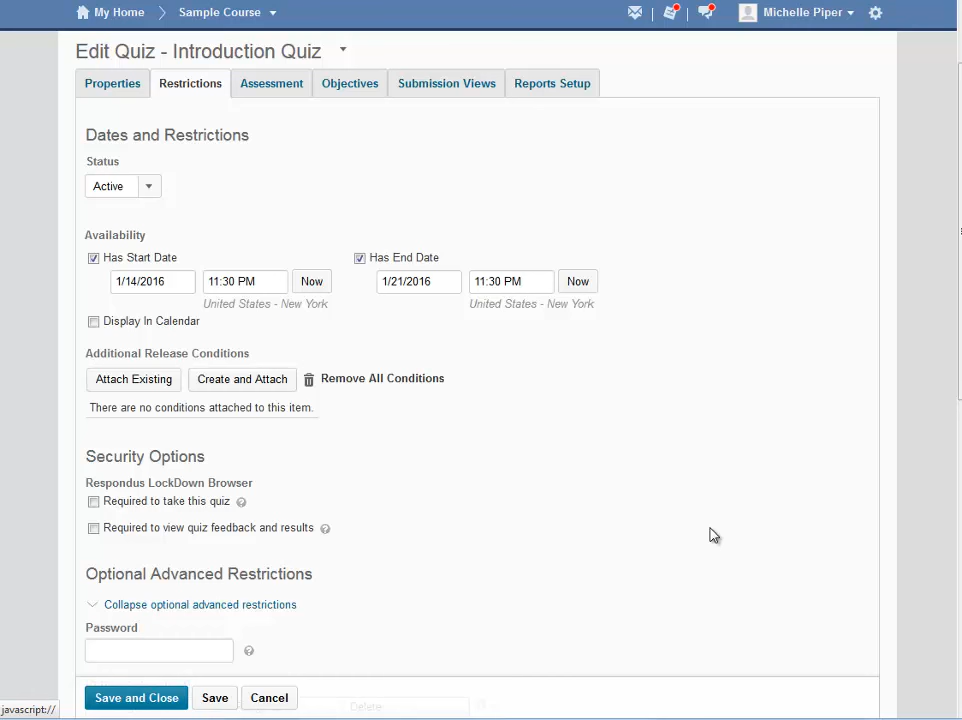 My Home Sample Course Michelle Piper
Edit Quiz - Introduction Quiz
Properties Restrictions Assessment Objectives Submission Views Reports Setup
Dates and Restrictions
Status
Active
Availability
Has Start Date Has End Date
1/14/2016 11:30 PM Now 1/21/2016 11:30 PM Now
United States - New York United States - New York
Display In Calendar
Additional Release Conditions
Attach Existing Create and Attach Remove All Conditions
There are no conditions attached to this item.
Security Options
Respondus LockDown Browser
Required to take this quiz ?
Required to view quiz feedback and results ?
Optional Advanced Restrictions
Collapse optional advanced restrictions
Password
?
Save and Close Save Cancel
Delete
javascript://